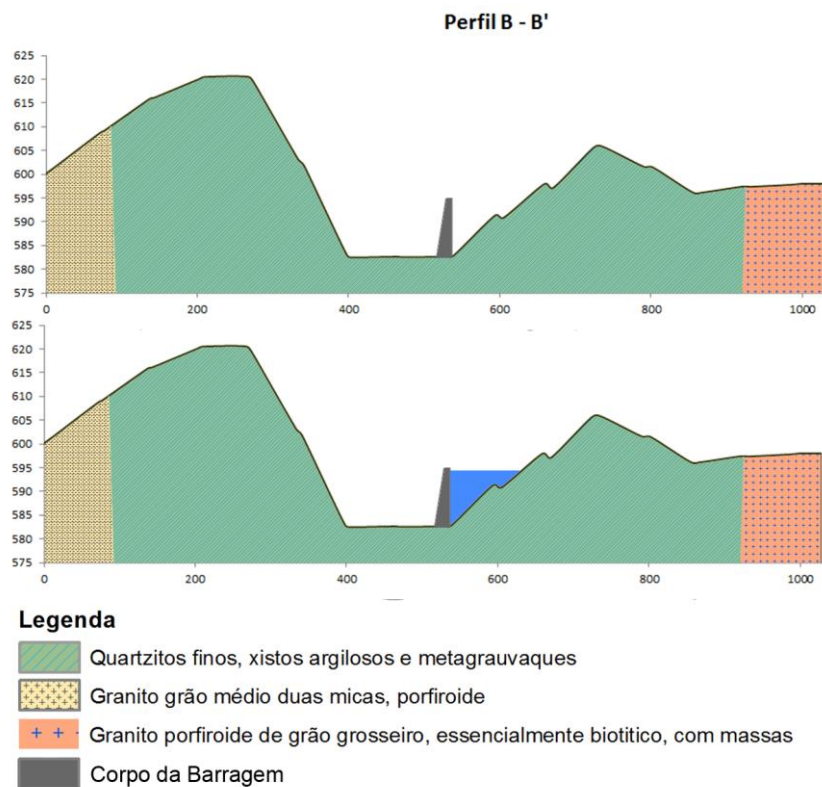 Perfil B - B'
625
620
615
610
605
600
595
590
585
580
575
0 200 400 600 800 1000
625
620
615
610
605
600
595
590
585
580
575
0 200 400 600 800 1000
Legenda
Quartzitos finos, xistos argilosos e metagrauvaques
Granito grão médio duas micas, porfiroide
Granito porfiroide de grão grosseiro, essencialmente biotitico, com massas
Corpo da Barragem